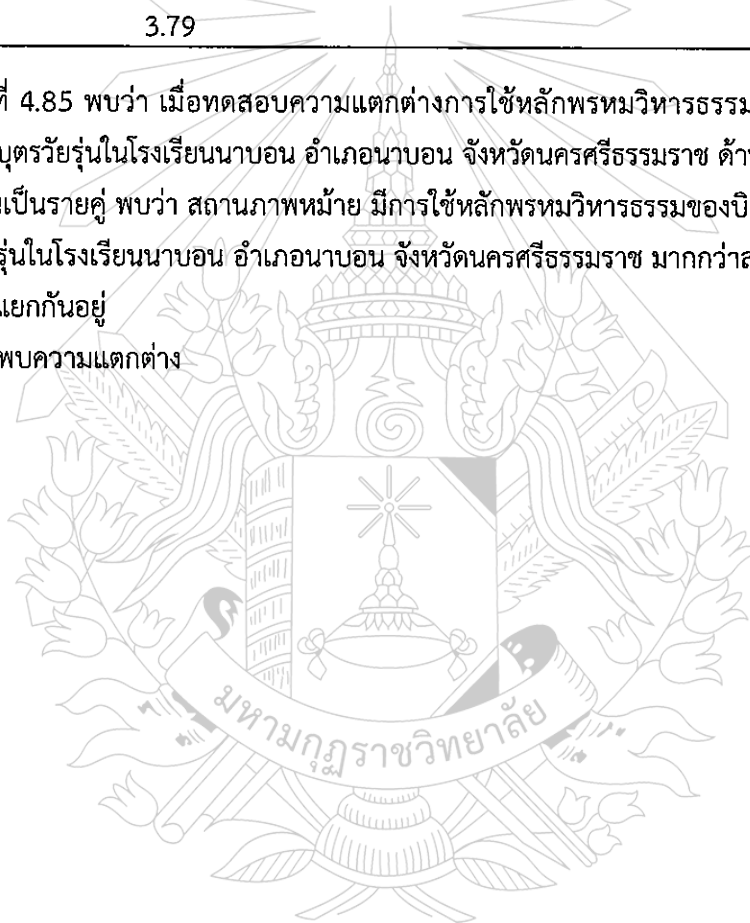 3.79
ที่ 4.85 พบว่า เมื่อทดสอบความแตกต่างการใช้หลักพรหมวิหารธรรม
บุตรวัยรุ่นในโรงเรียนนาบอน อำเภอนาบอน จังหวัดนครศรีธรรมราช
เป็นรายคู่ พบว่า สถานภาพหม้าย มีการใช้หลักพรหมวิหารธรรมของ
ในโรงเรียนนาบอน อำเภอนาบอน จังหวัดนครศรีธรรมราช มากกว่า
แยกกันอยู่
พบความแตกต่าง
มหามกุฏราชวิทยาลัย